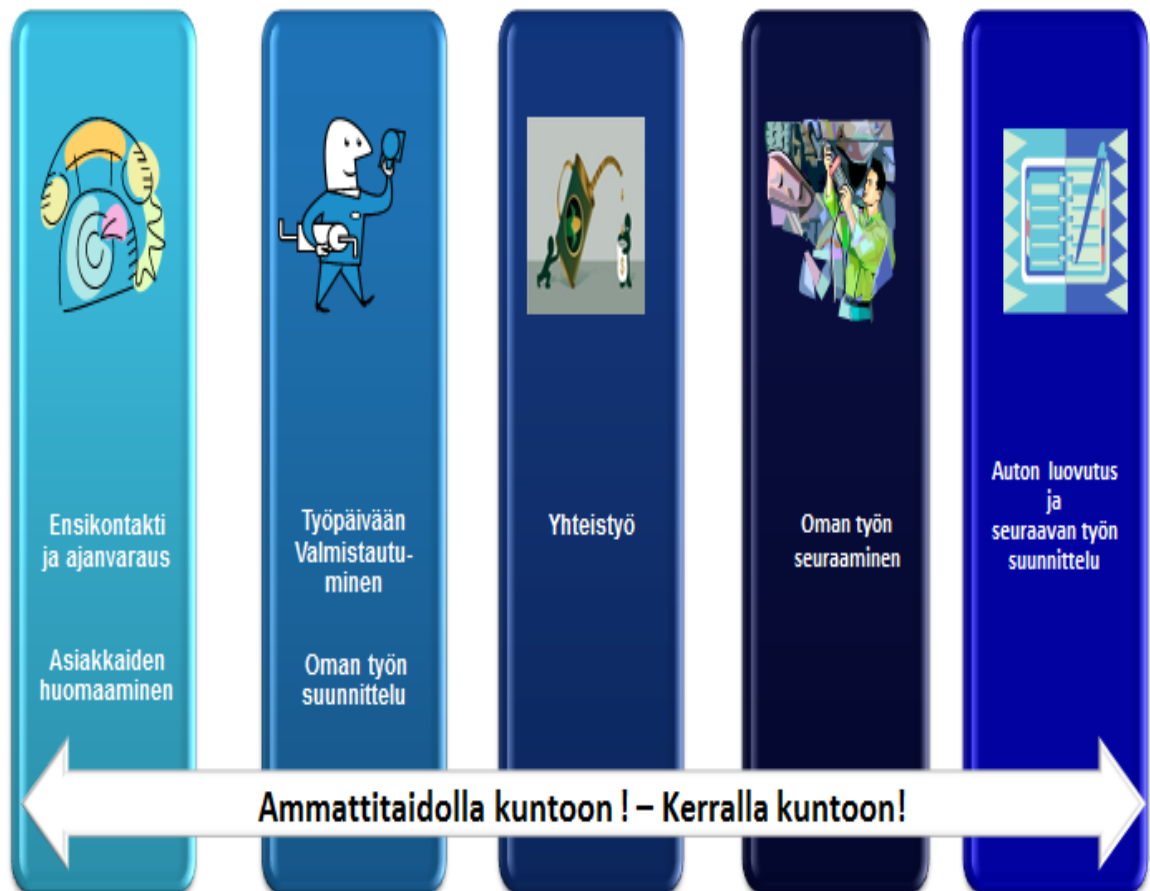 Ensikontakti
ja ajanvaraus
Asiakkaiden
huomaaminen
Työpäivään
Valmistautu-
minen
Oman työn
suunnittelu
Yhteistyö
Oman työn
seuraaminen
Auton luovutus
ja
seuraavan työn
suunnittelu
Ammattitaidolla kuntoon ! – Kerralla kuntoon!